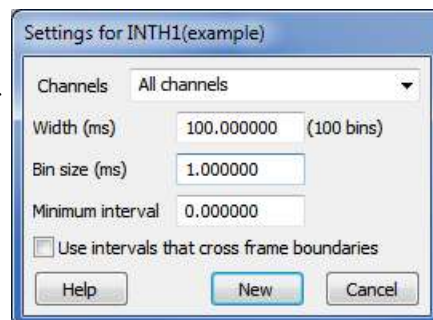 Settings for INTH1(example)
Channels All channels
Width (ms) 100.000000 (100 bins)
Bin size (ms) 1.000000
Minimum interval 0.000000
Use intervals that cross frame boundaries
Help New Cancel